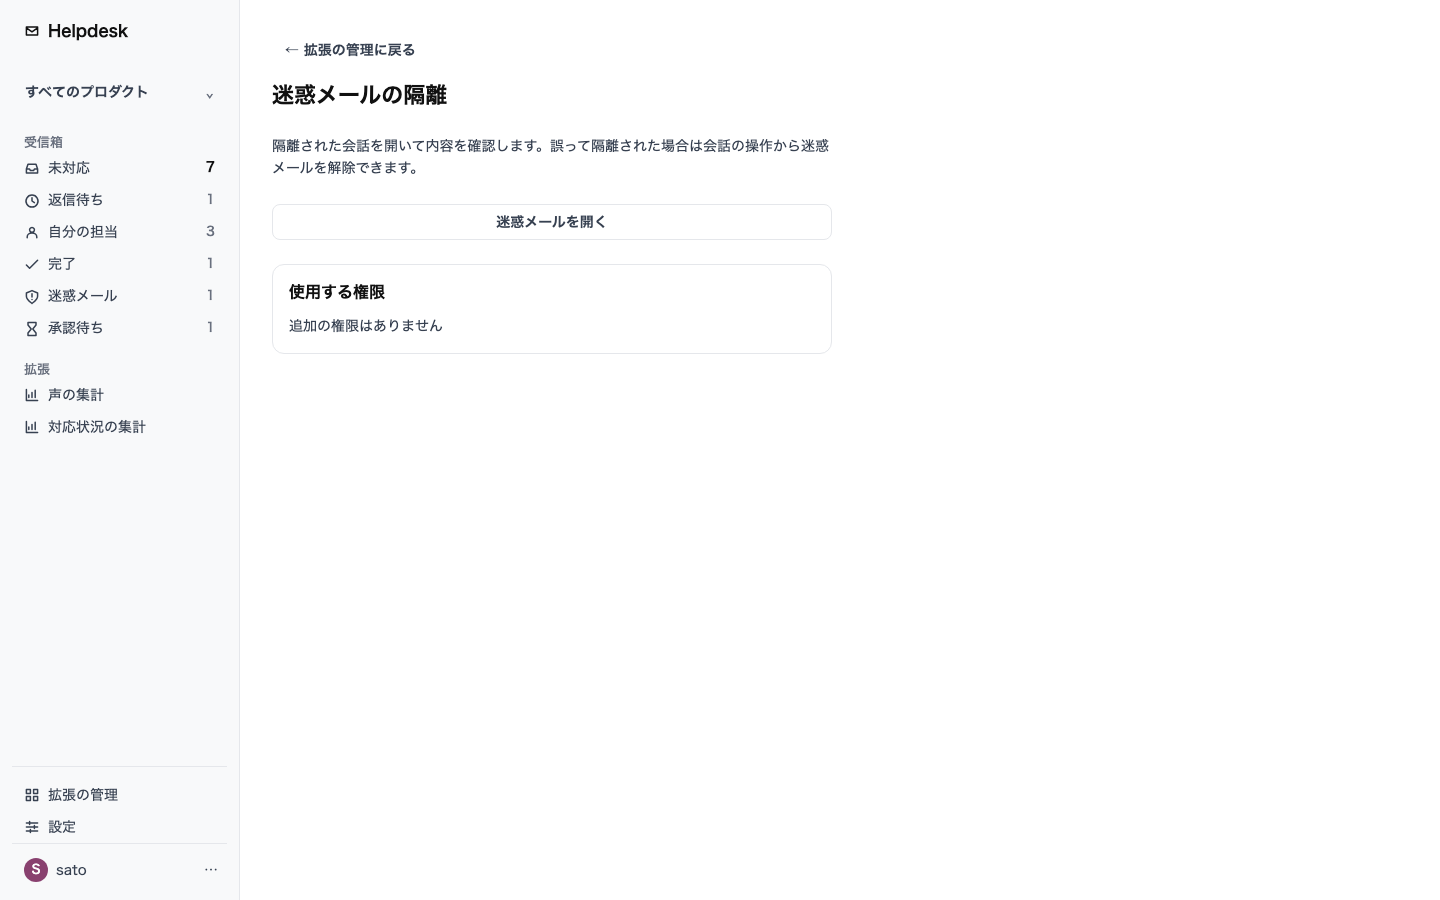 Helpdesk
すべてのプロダクト
受信箱
未対応 7
返信待ち 1
自分の担当 3
完了 1
迷惑メール 1
承認待ち 1
拡張
声の集計
対応状況の集計
拡張の管理
設定
S sato ...
← 拡張の管理に戻る
迷惑メールの隔離
隔離された会話を開いて内容を確認します。誤って隔離された場合は会話の操作から迷惑
メールを解除できます。
迷惑メールを開く
使用する権限
追加の権限はありません